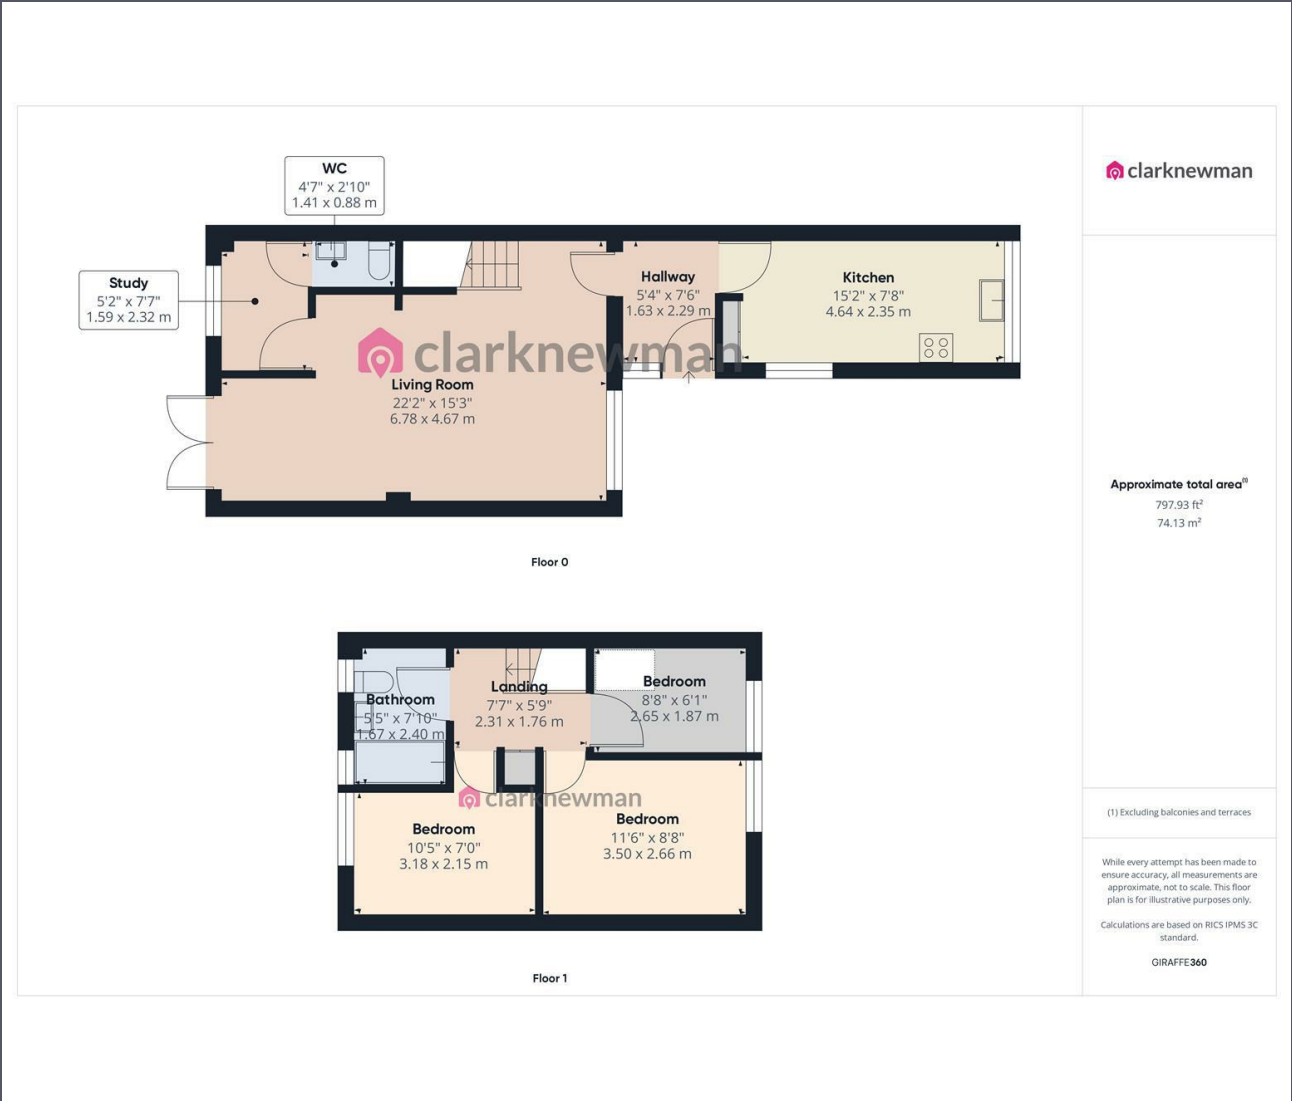 WC
4'7" x 2'10"
1.41 x 0.88 m
Study
5'2" x 7'7"
1.59 x 2.32 m
Hallway
5'4" x 7'6"
1.63 x 2.29 m
Kitchen
15'2" x 7'8"
4.64 x 2.35 m
clarknewman
Living Room
22'2" x 15'3"
6.78 x 4.67 m
Floor 0
Bathroom
5'5" x 7'10"
1.67 x 2.40 m
Landing
7'7" x 5'9"
2.31 x 1.76 m
Bedroom
8'8" x 6'1"
2.65 x 1.87 m
clarknewman
Bedroom
10'5" x 7'0"
3.18 x 2.15 m
Bedroom
11'6" x 8'8"
3.50 x 2.66 m
Floor 1
clarknewman
Approximate total area(1)
797.93 ft²
74.13 m²
(1) Excluding balconies and terraces
While every attempt has been made to
ensure accuracy, all measurements are
approximate, not to scale. This floor
plan is for illustrative purposes only.
Calculations are based on RICS IPMS 3C
standard.
GIRAFFE360